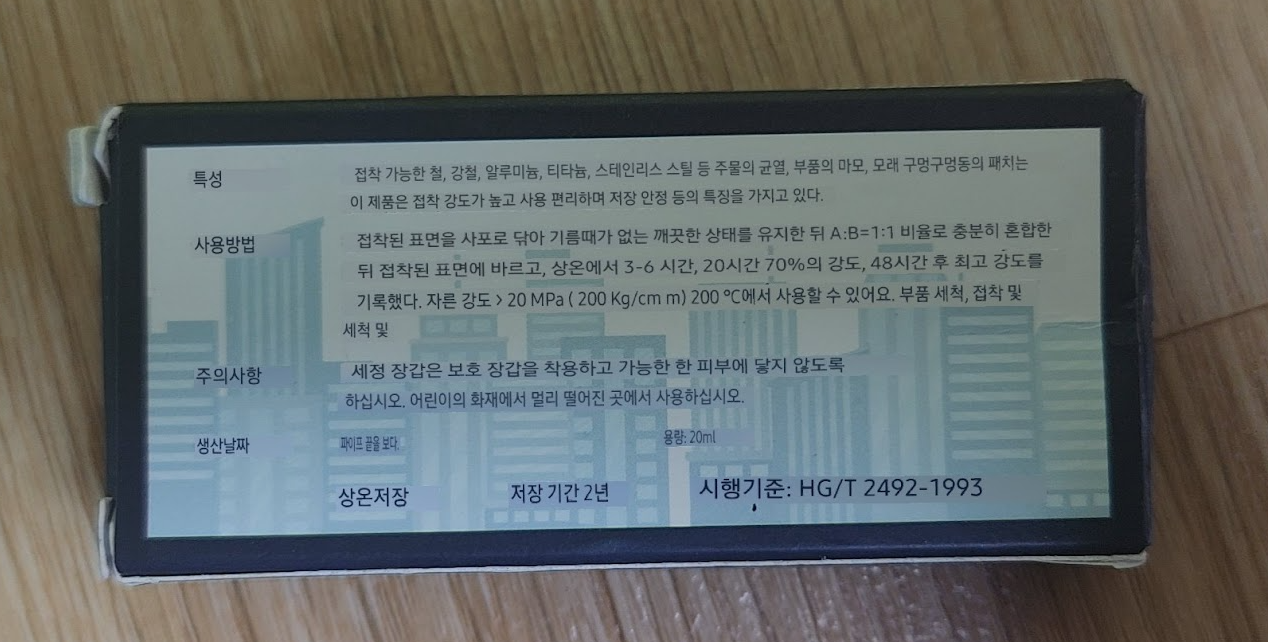 특성
접착 가능한 철, 강철, 알루미늄, 티타늄, 스테인리스 스틸 등 주물의 균열, 부품의 마모, 모래 구멍구멍동의 패치는
이 제품은 접착 강도가 높고 사용 편리하며 저장 안정 등의 특징을 가지고 있다.
사용방법
접착된 표면을 사포로 닦아 기름때가 없는 깨끗한 상태를 유지한 뒤 A:B=1:1 비율로 충분히 혼합한
뒤 접착된 표면에 바르고, 상온에서 3-6 시간, 20시간 70%의 강도, 48시간 후 최고 강도를
기록했다. 자른 강도 > 20 MPa ( 200 Kg/cm m) 200 ℃에서 사용할 수 있어요. 부품 세척, 접착 및
세척 및
주의사항
세정 장갑은 보호 장갑을 착용하고 가능한 한 피부에 닿지 않도록
하십시오. 어린이의 화재에서 멀리 떨어진 곳에서 사용하십시오.
생산날짜
파이프 끝을 보다.
용량: 20ml
상온저장
저장 기간 2년
시행기준: HG/T 2492-1993